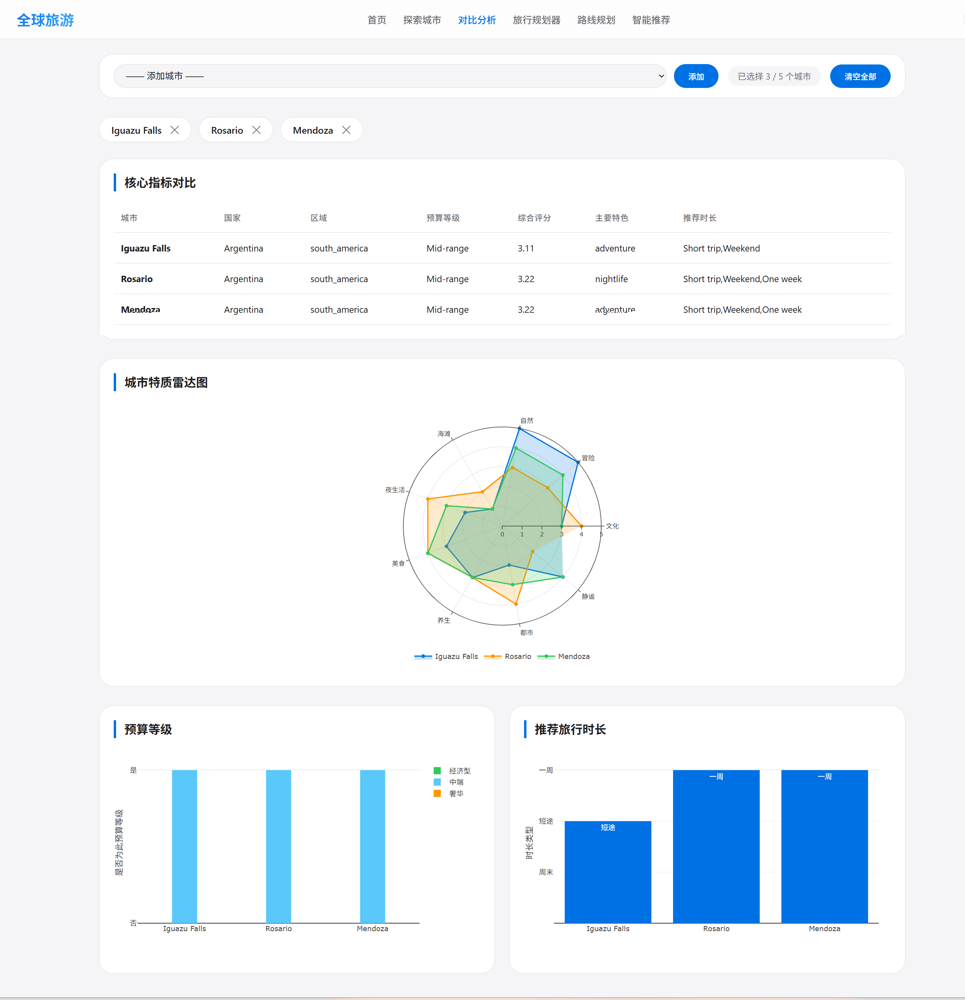 全球旅游
首页 探索城市 对比分析 旅行规划器 路线规划 智能推荐
—— 添加城市 ——
添加
已选择 3 / 5 个城市
清空全部
Iguazu Falls
Rosario
Mendoza
核心指标对比
城市 国家 区域 预算等级 综合评分 主要特色 推荐时长
Iguazu Falls Argentina south_america Mid-range 3.11 adventure Short trip,Weekend
Rosario Argentina south_america Mid-range 3.22 nightlife Short trip,Weekend,One week
Mendoza Argentina south_america Mid-range 3.22 adventure Short trip,Weekend,One week
城市特质雷达图
自然
海滩
冒险
夜生活
文化
0 1 2 3 4 5
美食
静谧
养生
都市
Iguazu Falls Rosario Mendoza
预算等级
是
经济型
中端
奢华
是否为此预算等级
否
Iguazu Falls Rosario Mendoza
推荐旅行时长
一周
一周 一周
短途
短途
时长类型
周末
Iguazu Falls Rosario Mendoza